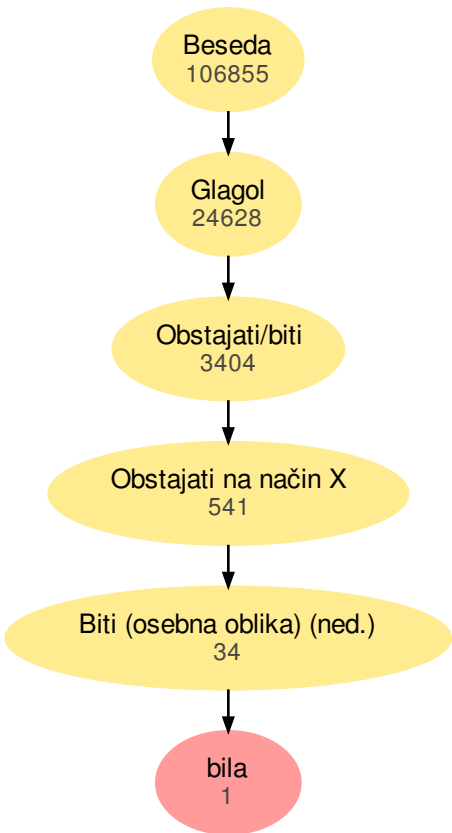 Beseda
106855
Glagol
24628
Obstajati/biti
3404
Obstajati na način X
541
Biti (osebna oblika) (ned.)
34
bila
1